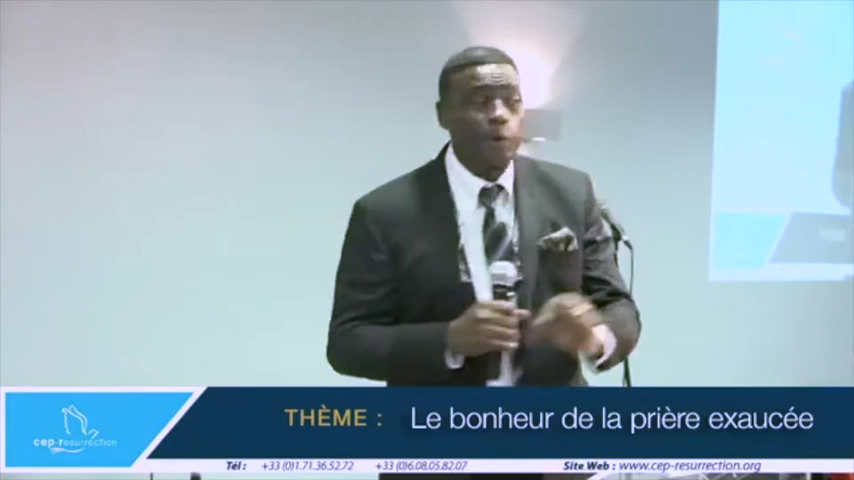 THÈME : Le bonheur de la prière exaucée
cep-resurrection
Tél : +33 (0)1.71.36.52.72 +33 (0)6.08.05.82.07 Site Web : www.cep-resurrection.org